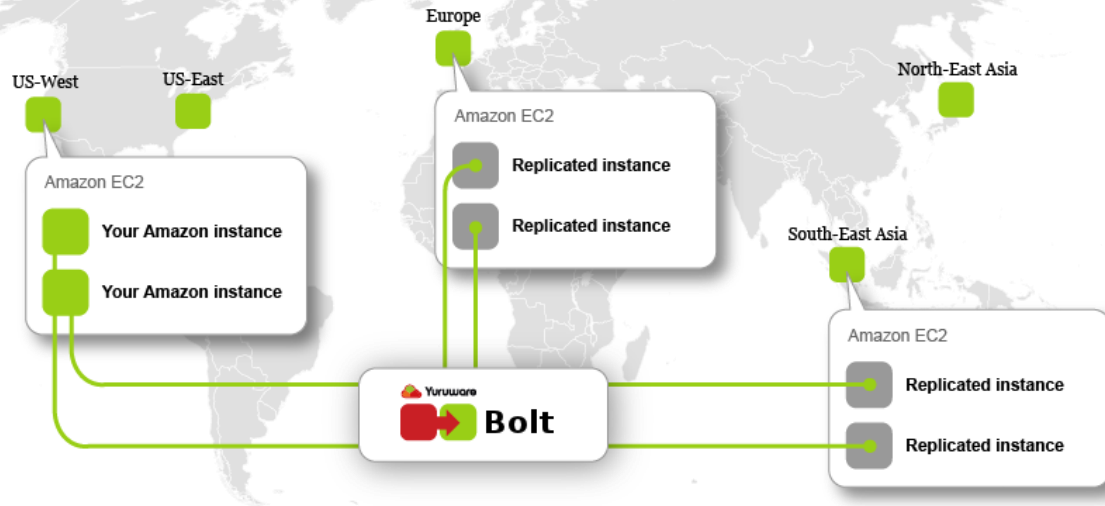 Europe
US-West
US-East
North-East Asia
Amazon EC2
Replicated instance
Replicated instance
Amazon EC2
Your Amazon instance
Your Amazon instance
South-East Asia
Amazon EC2
Replicated instance
Replicated instance
Yuruware
Bolt